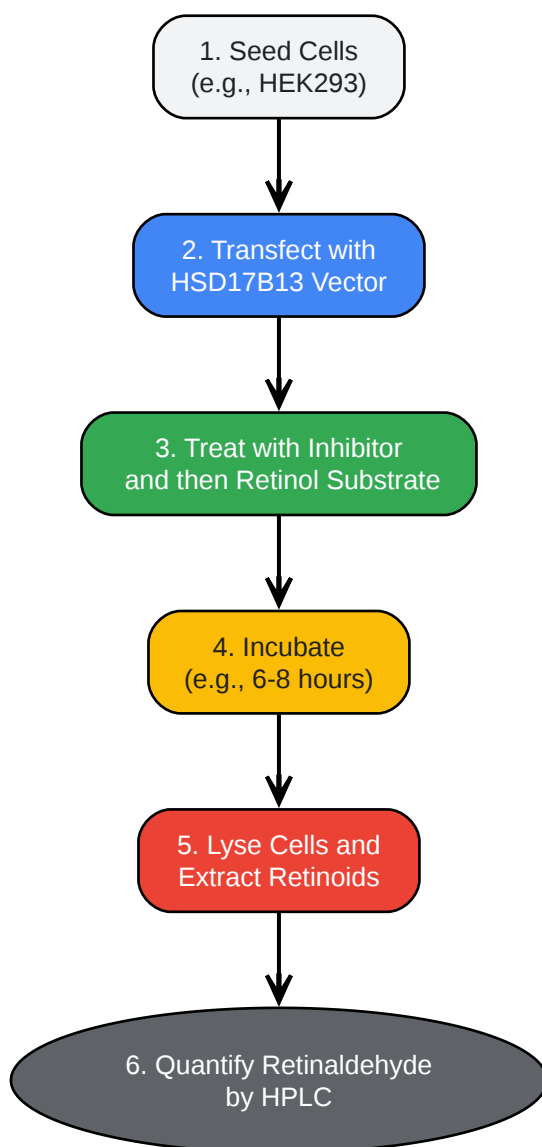 1. Seed Cells
(e.g., HEK293)
2. Transfect with
HSD17B13 Vector
3. Treat with Inhibitor
and then Retinol Substrate
4. Incubate
(e.g., 6-8 hours)
5. Lyse Cells and
Extract Retinoids
6. Quantify Retinaldehyde
by HPLC